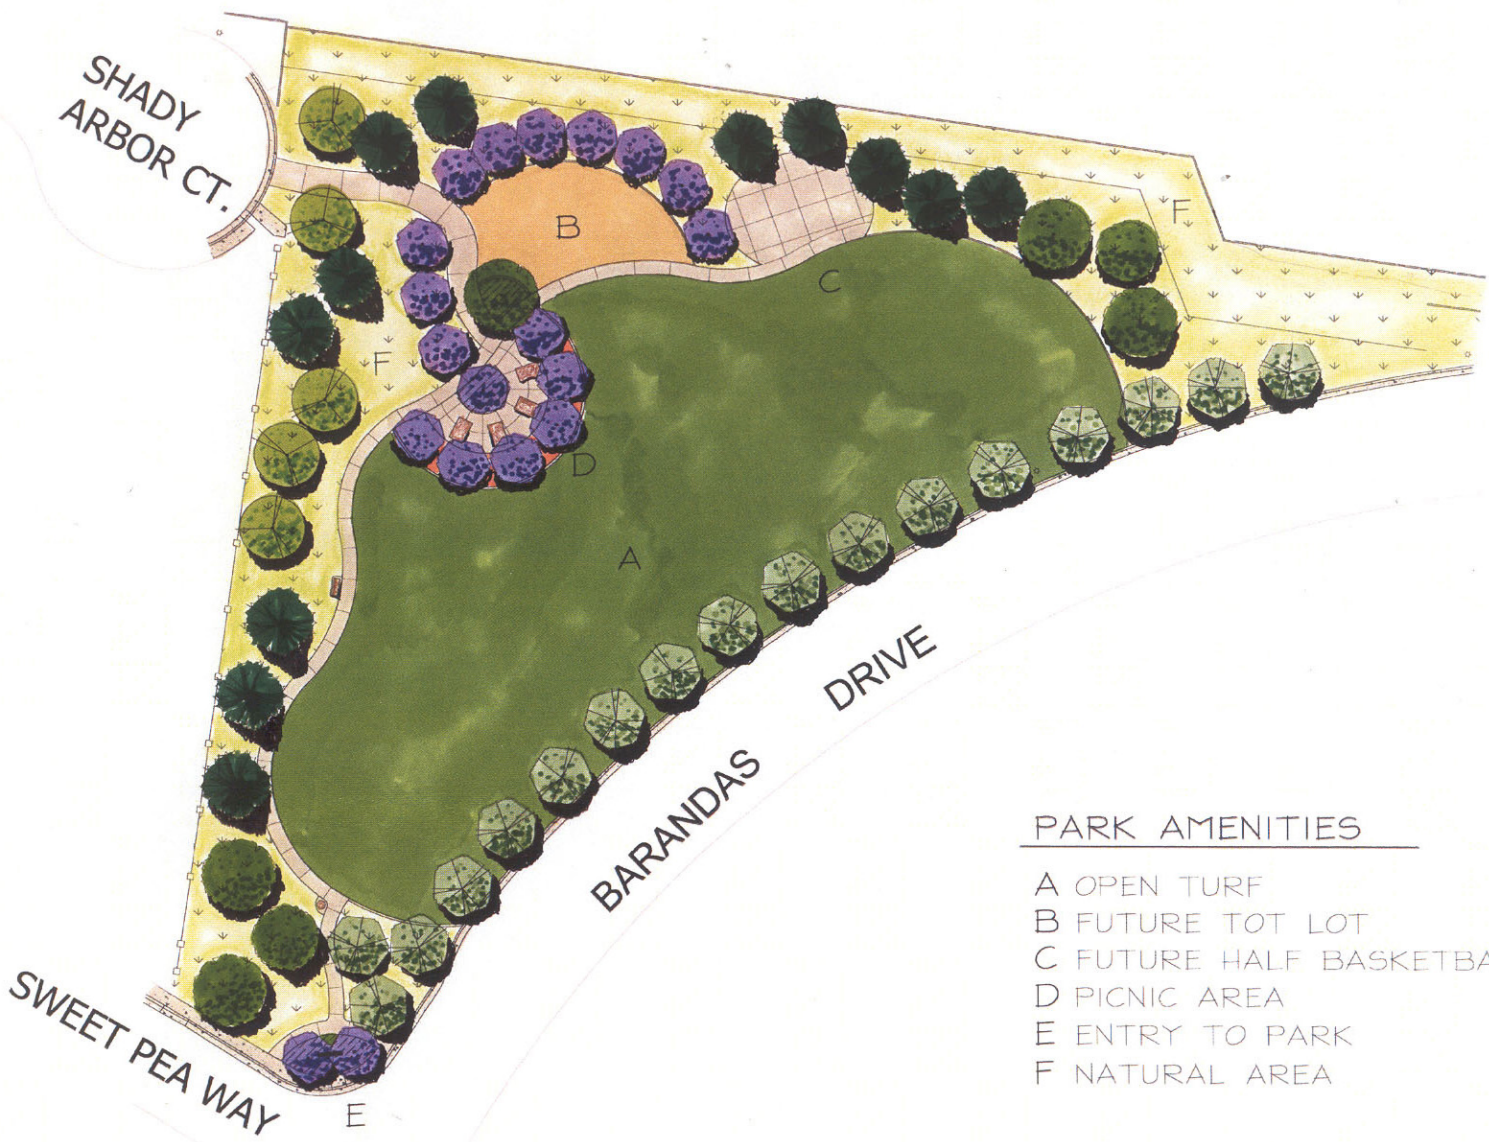 SHADY
ARBOR CT.
B
F
C
F
D
A
DRIVE
BARANDAS
SWEET PEA WAY
E
PARK AMENITIES
A OPEN TURF
B FUTURE TOT LOT
C FUTURE HALF BASKETBA
D PICNIC AREA
E ENTRY TO PARK
F NATURAL AREA